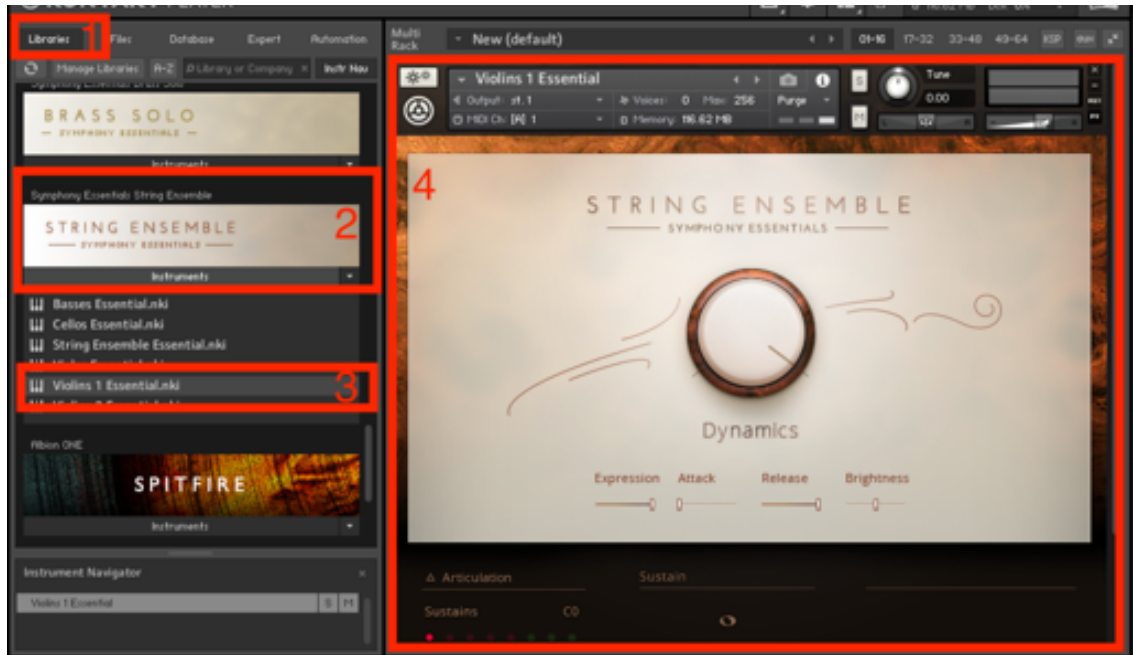 1
Libraries Files Database Expert Automation
Manage Libraries A-Z Library or Company × Instr Nav
BRASS SOLO
SYMPHONY ESSENTIALS
Instruments
2
Symphony Essentials String Ensemble
STRING ENSEMBLE
SYMPHONY ESSENTIALS
Instruments
Basses Essential.nki
Cellos Essential.nki
String Ensemble Essential.nki
Violins 1 Essential.nki
3
Albion ONE
SPITFIRE
Instruments
Instrument Navigator ×
Violins 1 Essential S M
Multi
Rack
New (default) 01-16 17-32 33-48 49-64 KSP
Violins 1 Essential
Output: st.1 Voices: 0 Max: 256 Purge
MIDI Ch: [A] 1 Memory: 116.62 MB
S
M
Tune
0.00
L R
4
STRING ENSEMBLE
SYMPHONY ESSENTIALS
Dynamics
Expression Attack Release Brightness
Articulation Sustain
Sustains C0